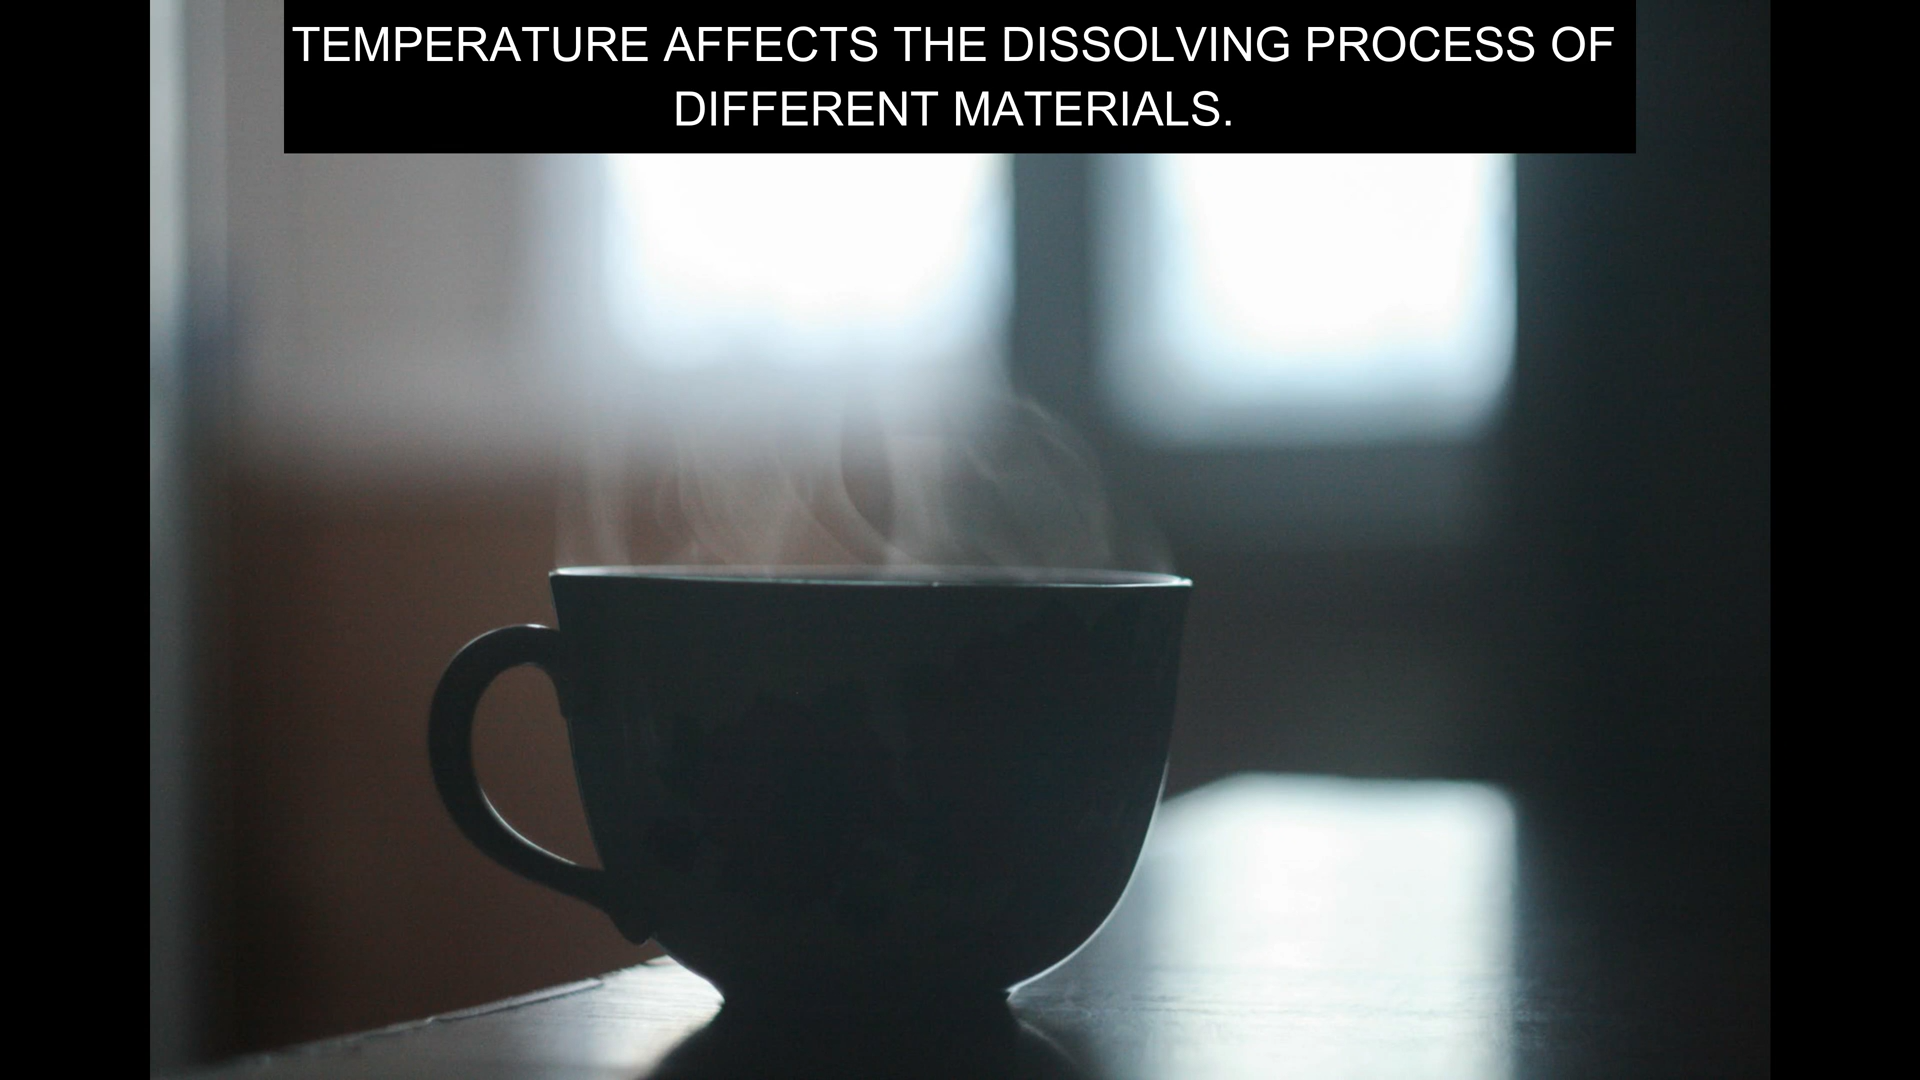 TEMPERATURE AFFECTS THE DISSOLVING PROCESS OF
DIFFERENT MATERIALS.